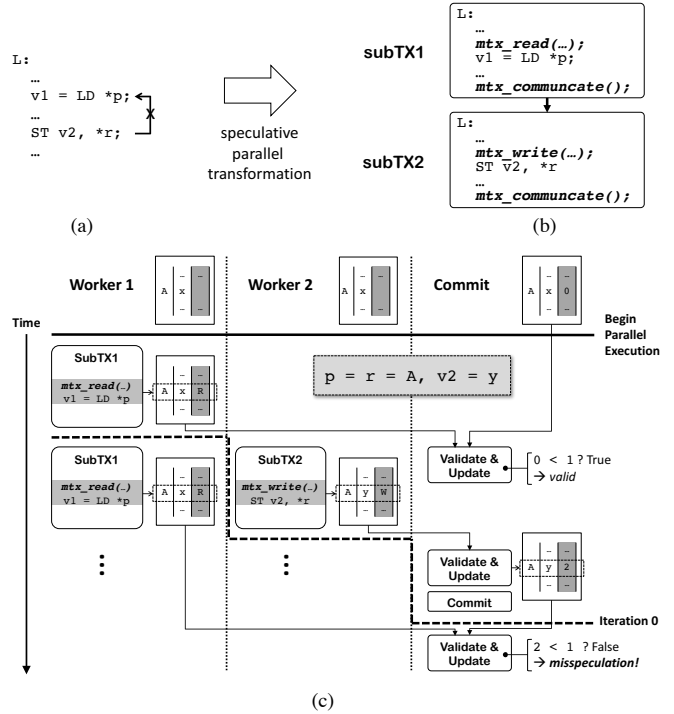 L:
…
v1 = LD *p;
…
ST v2, *r;
…
X
speculative
parallel
transformation
(a)
subTX1
L:
…
mtx_read(…);
v1 = LD *p;
…
mtx_communcate();
subTX2
L:
…
mtx_write(…);
ST v2, *r
…
mtx_communcate();
(b)
Time
Worker 1
… …
A x
… …
Worker 2
… …
A x
… …
Commit
… …
A x 0
… …
Begin
Parallel
Execution
SubTX1
mtx_read(…)
v1 = LD *p
… …
A x R
… …
p = r = A, v2 = y
Validate &
Update
0 < 1 ? True
→ valid
SubTX1
mtx_read(…)
v1 = LD *p
… …
A x R
… …
SubTX2
mtx_write(…)
ST v2, *r
… …
A y W
… …
Validate &
Update
… …
A y 2
… …
Commit
Iteration 0
Validate &
Update
2 < 1 ? False
→ misspeculation!
(c)